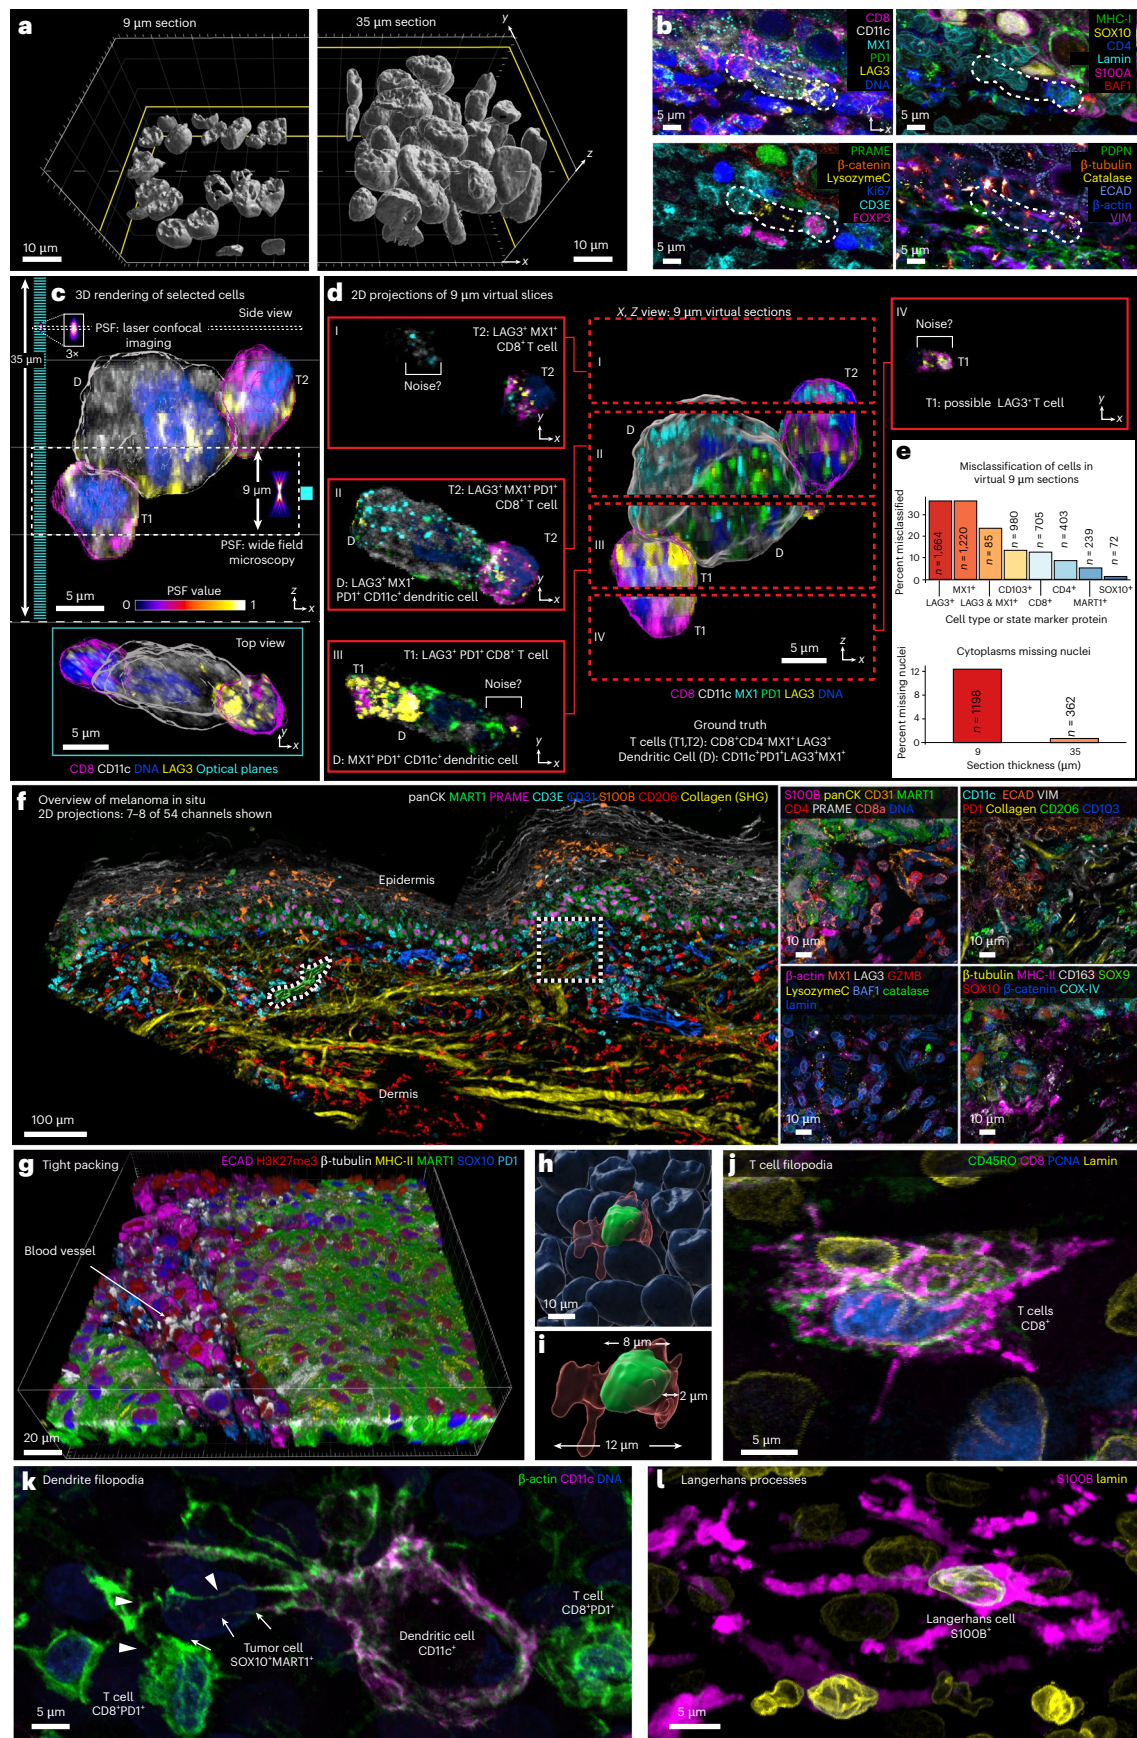 a
9 µm section
35 µm section
y
z
x
10 µm
10 µm
b
CD8
CD11c
MX1
PD1
LAG3
DNA
5 µm
y
x
MHC-I
SOX10
CD4
Lamin
S100A
BAF1
5 µm
PRAME
β-catenin
LysozymeC
Ki67
CD3E
FOXP3
5 µm
PDPN
β-tubulin
Catalase
ECAD
β-actin
VIM
5 µm
c
3D rendering of selected cells
Side view
PSF: laser confocal
imaging
3×
35 µm
D
T2
9 µm
T1
PSF: wide field
microscopy
PSF value
0
1
5 µm
z
x
Top view
5 µm
y
x
CD8 CD11c DNA LAG3 Optical planes
d
2D projections of 9 µm virtual slices
I
T2: LAG3⁺ MX1⁺
CD8⁺ T cell
T2
Noise?
y
x
II
T2: LAG3⁺MX1⁺PD1⁺
CD8⁺ T cell
T2
D
D: LAG3⁺MX1⁺
PD1⁺ CD11c⁺ dendritic cell
y
x
III
T1: LAG3⁺ PD1⁺CD8⁺ T cell
T1
Noise?
D
y
x
D: MX1⁺PD1⁺ CD11c⁺ dendritic cell
X, Z view: 9 µm virtual sections
I
T2
D
II
III
D
T1
IV
T1
5 µm
z
x
CD8 CD11c MX1 PD1 LAG3 DNA
Ground truth
T cells (T1,T2): CD8⁺CD4⁻MX1⁺LAG3⁺
Dendritic Cell (D): CD11c⁺PD1⁺LAG3⁺MX1⁺
IV
Noise?
T1
T1: possible LAG3⁺T cell
y
x
e
Misclassification of cells in
virtual 9 µm sections
Percent misclassified
30
20
10
0
n = 1,664
n = 1,220
n = 85
n = 980
n = 705
n = 403
n = 239
n = 72
MX1⁺ CD103⁺ CD4⁺ SOX10⁺
LAG3⁺ LAG3 & MX1⁺ CD8⁺ MART1⁺
Cell type or state marker protein
Cytoplasms missing nuclei
Percent missing nuclei
12
8
4
0
n = 1198
n = 362
9
35
Section thickness (µm)
f
Overview of melanoma in situ
2D projections: 7–8 of 54 channels shown
panCK MART1 PRAME CD3E CD31 S100B CD206 Collagen (SHG)
Epidermis
Dermis
100 µm
S100B panCK CD31 MART1
CD4 PRAME CD8a DNA
10 µm
CD11c ECAD VIM
PD1 Collagen CD206 CD103
10 µm
β-actin MX1 LAG3 GZMB
LysozymeC BAF1 catalase
lamin
10 µm
β-tubulin MHC-II CD163 SOX9
SOX10 β-catenin COX-IV
10 µm
g
Tight packing
ECAD H3K27me3 β-tubulin MHC-II MART1 SOX10 PD1
Blood vessel
20 µm
h
10 µm
i
8 µm
2 µm
12 µm
j
T cell filopodia
CD45RO CD8 PCNA Lamin
T cells
CD8⁺
5 µm
k
Dendrite filopodia
β-actin CD11c DNA
T cell
CD8⁺PD1⁺
Dendritic cell
CD11c⁺
Tumor cell
SOX10⁺MART1⁺
T cell
CD8⁺PD1⁺
5 µm
l
Langerhans processes
S100B lamin
Langerhans cell
S100B⁺
5 µm